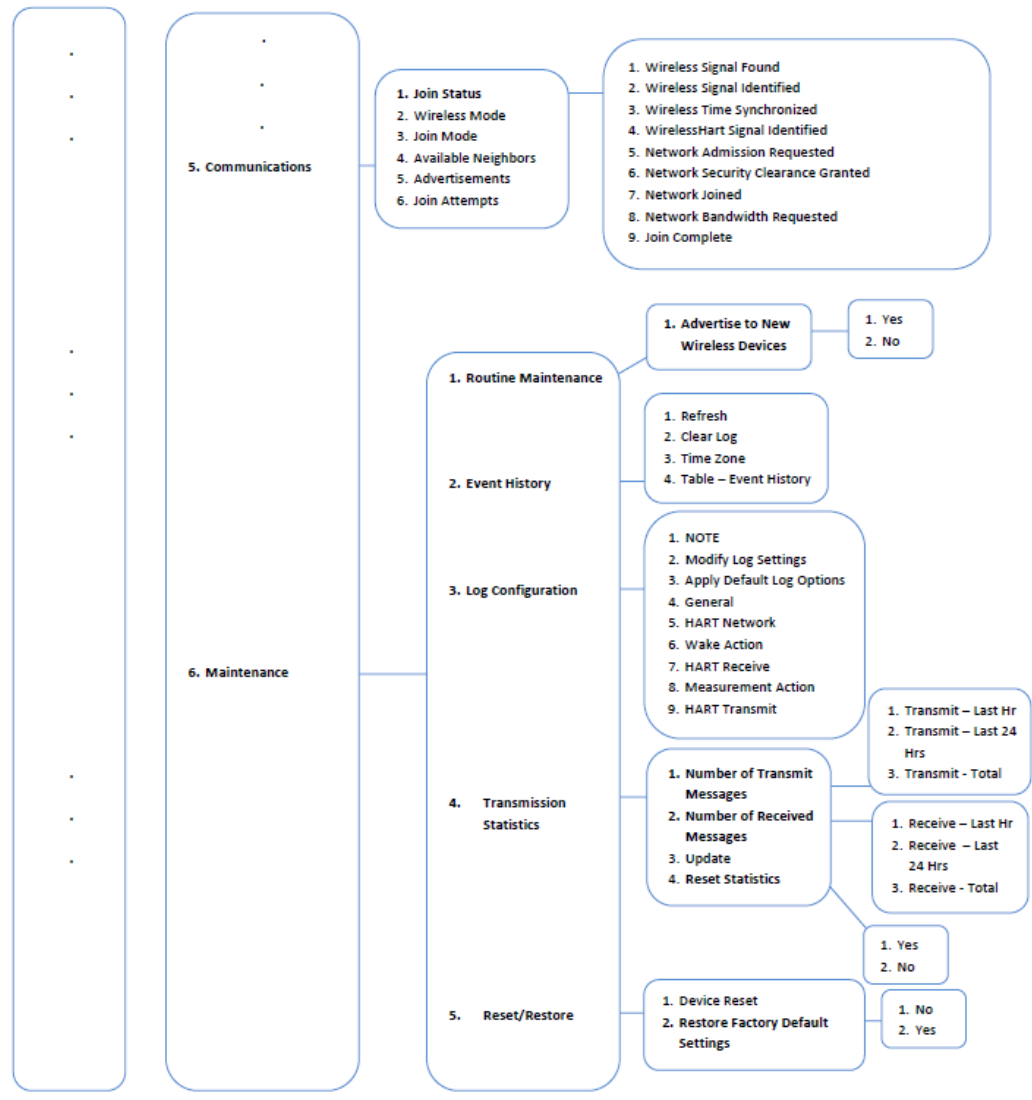 5. Communications
1. Join Status
2. Wireless Mode
3. Join Mode
4. Available Neighbors
5. Advertisements
6. Join Attempts
1. Wireless Signal Found
2. Wireless Signal Identified
3. Wireless Time Synchronized
4. WirelessHart Signal Identified
5. Network Admission Requested
6. Network Security Clearance Granted
7. Network Joined
8. Network Bandwidth Requested
9. Join Complete
6. Maintenance
1. Routine Maintenance
1. Advertise to New
Wireless Devices
1. Yes
2. No
2. Event History
1. Refresh
2. Clear Log
3. Time Zone
4. Table – Event History
3. Log Configuration
1. NOTE
2. Modify Log Settings
3. Apply Default Log Options
4. General
5. HART Network
6. Wake Action
7. HART Receive
8. Measurement Action
9. HART Transmit
4. Transmission
Statistics
1. Number of Transmit
Messages
2. Number of Received
Messages
3. Update
4. Reset Statistics
1. Transmit – Last Hr
2. Transmit – Last 24
Hrs
3. Transmit - Total
1. Receive – Last Hr
2. Receive – Last
24 Hrs
3. Receive - Total
1. Yes
2. No
5. Reset/Restore
1. Device Reset
2. Restore Factory Default
Settings
1. No
2. Yes